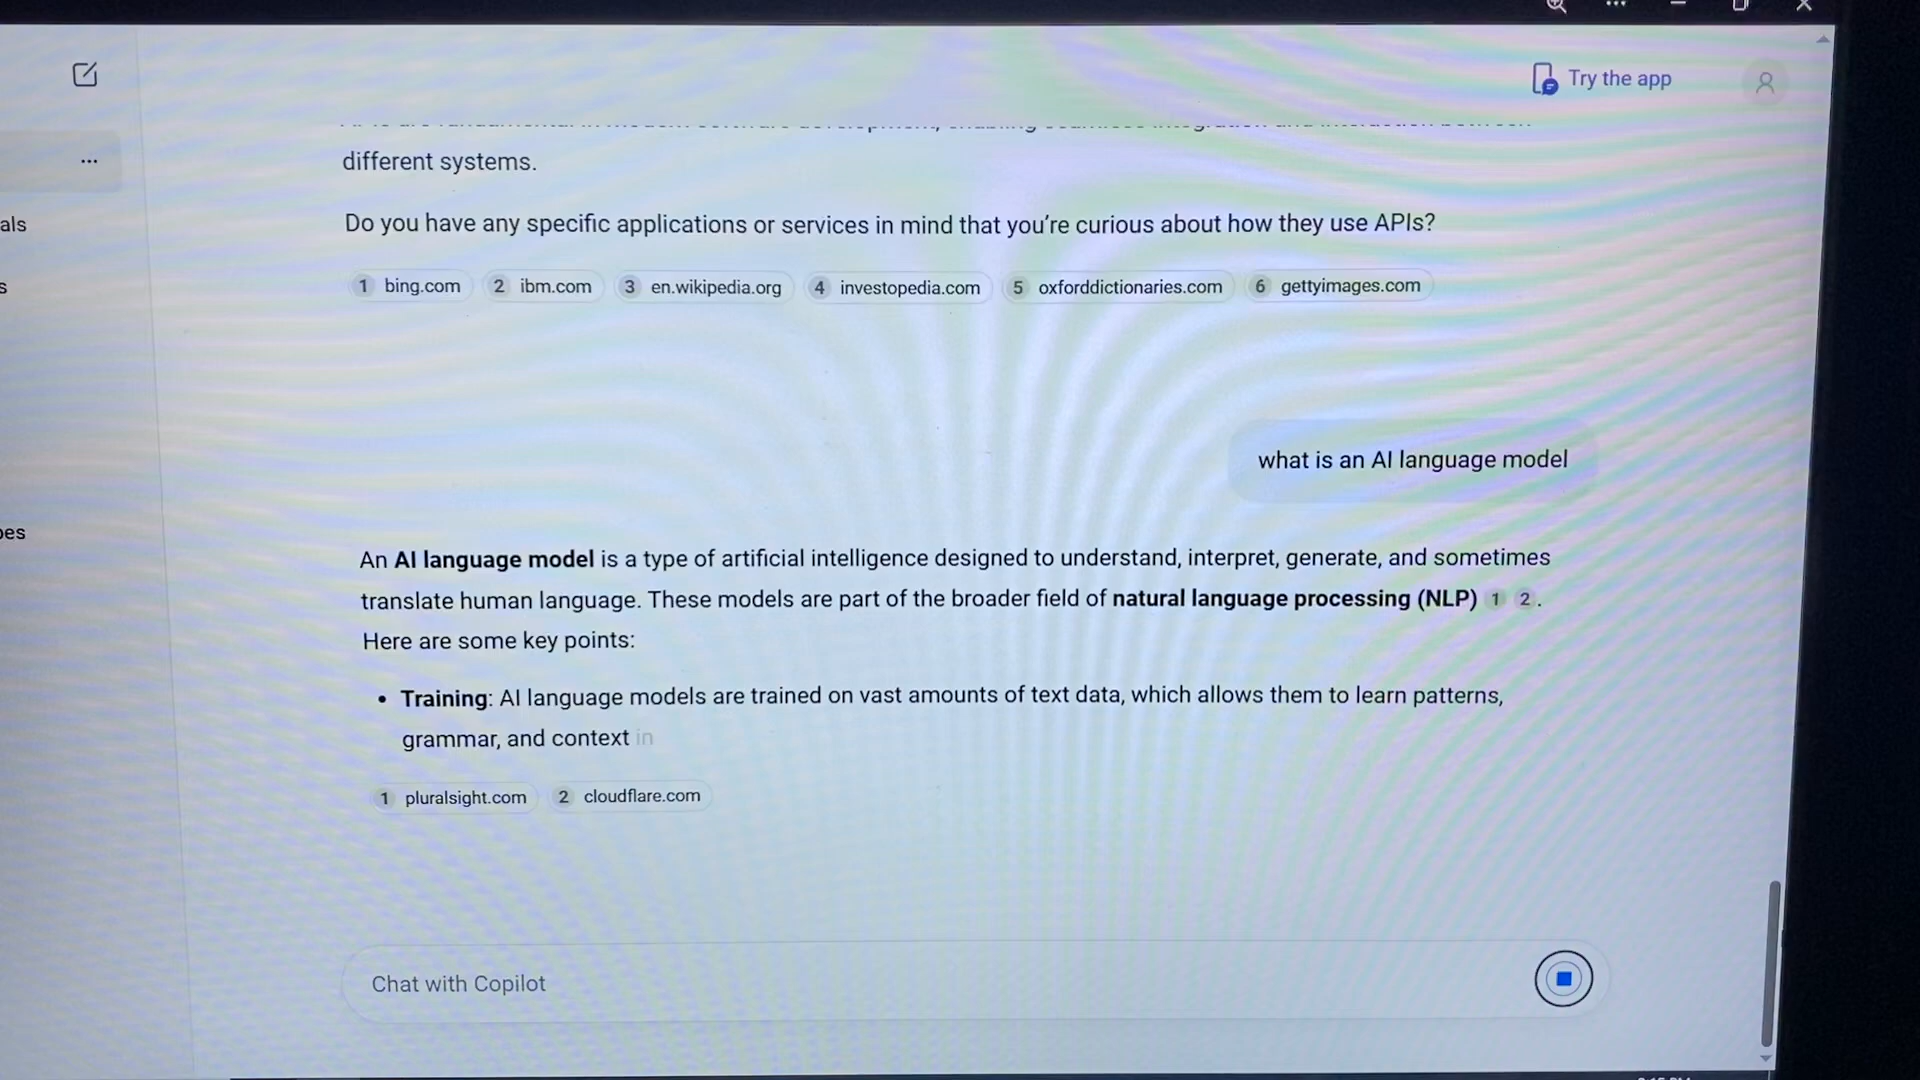 Try the app
...
different systems.
als
Do you have any specific applications or services in mind that you're curious about how they use APIs?
s
1 bing.com 2 ibm.com 3 en.wikipedia.org 4 investopedia.com 5 oxforddictionaries.com 6 gettyimages.com
what is an AI language model
An AI language model is a type of artificial intelligence designed to understand, interpret, generate, and sometimes
translate human language. These models are part of the broader field of natural language processing (NLP) 1 2 .
Here are some key points:
• Training: AI language models are trained on vast amounts of text data, which allows them to learn patterns,
grammar, and context in
1 pluralsight.com 2 cloudflare.com
Chat with Copilot